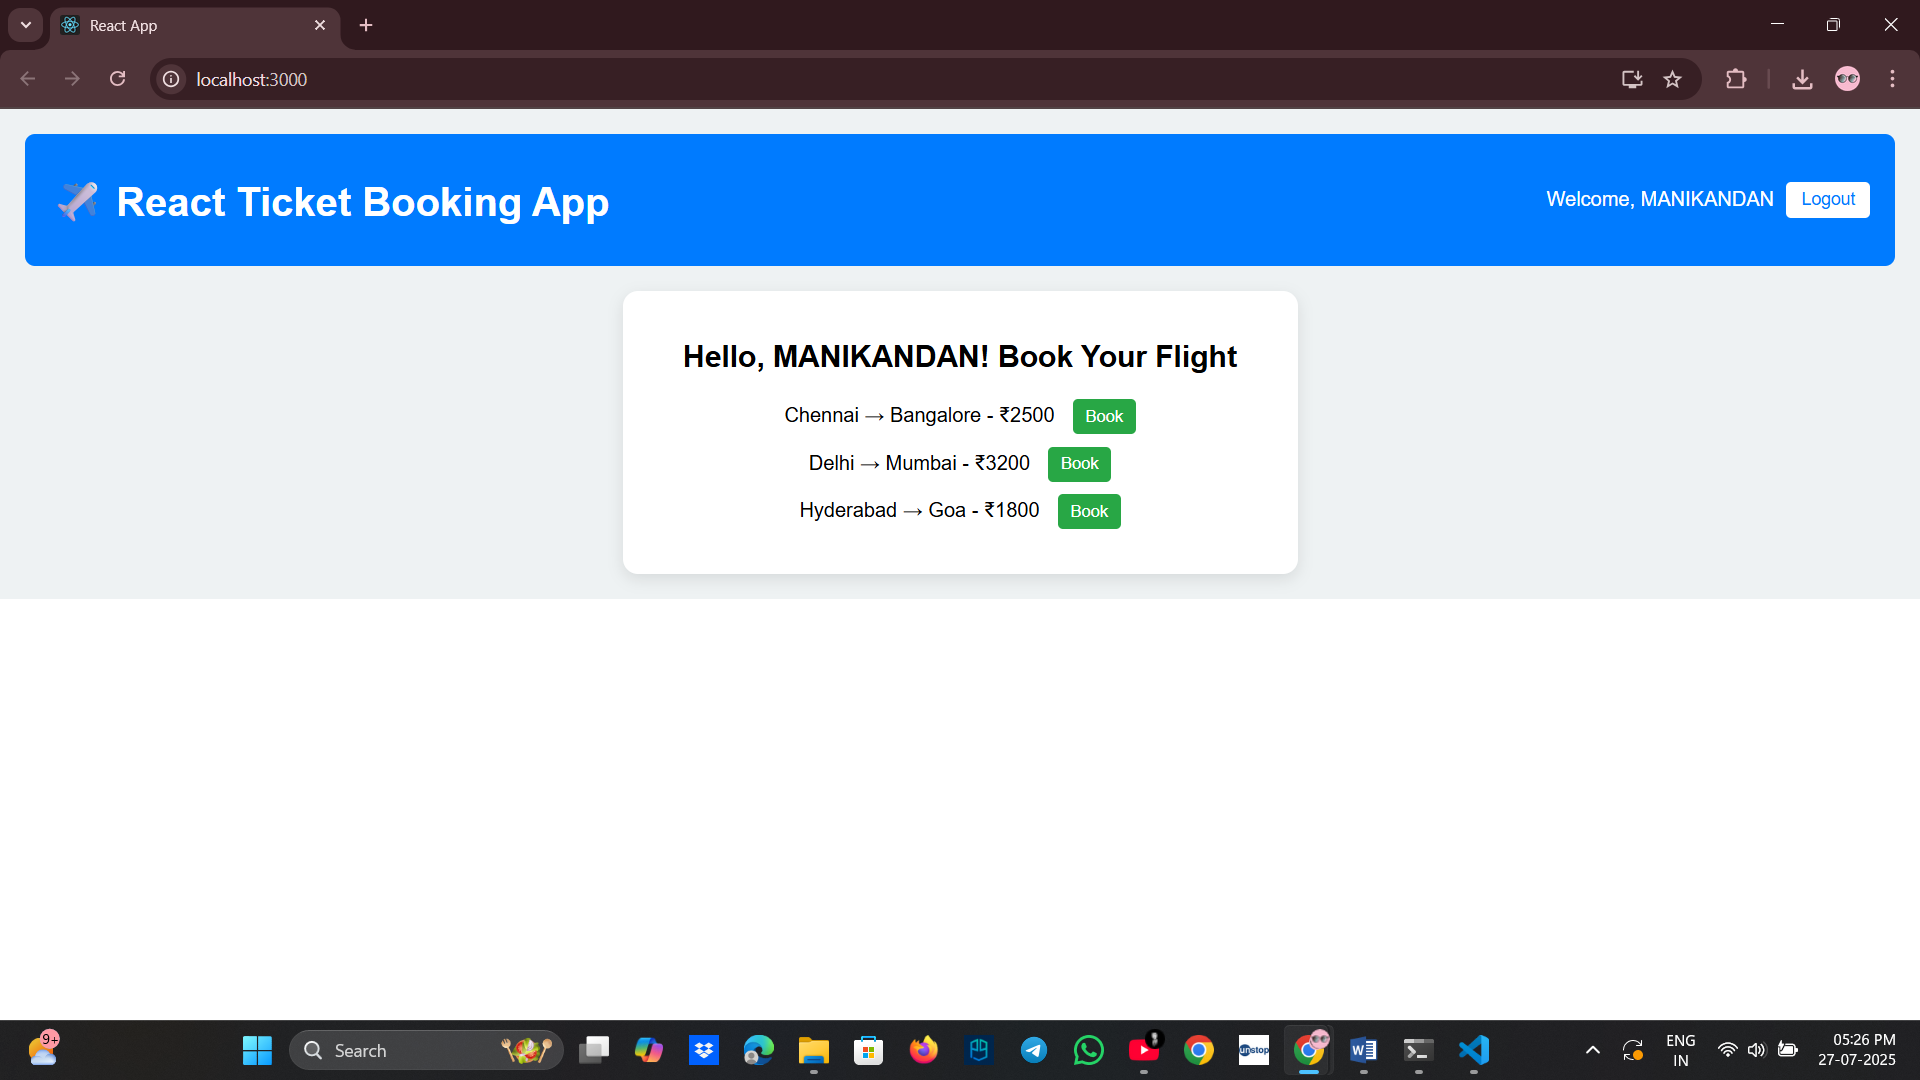 React App
localhost:3000
React Ticket Booking App
Welcome, MANIKANDAN Logout
Hello, MANIKANDAN! Book Your Flight
Chennai → Bangalore - ₹2500 Book
Delhi → Mumbai - ₹3200 Book
Hyderabad → Goa - ₹1800 Book
9+
Search
unstop
ENG
IN
05:26 PM
27-07-2025